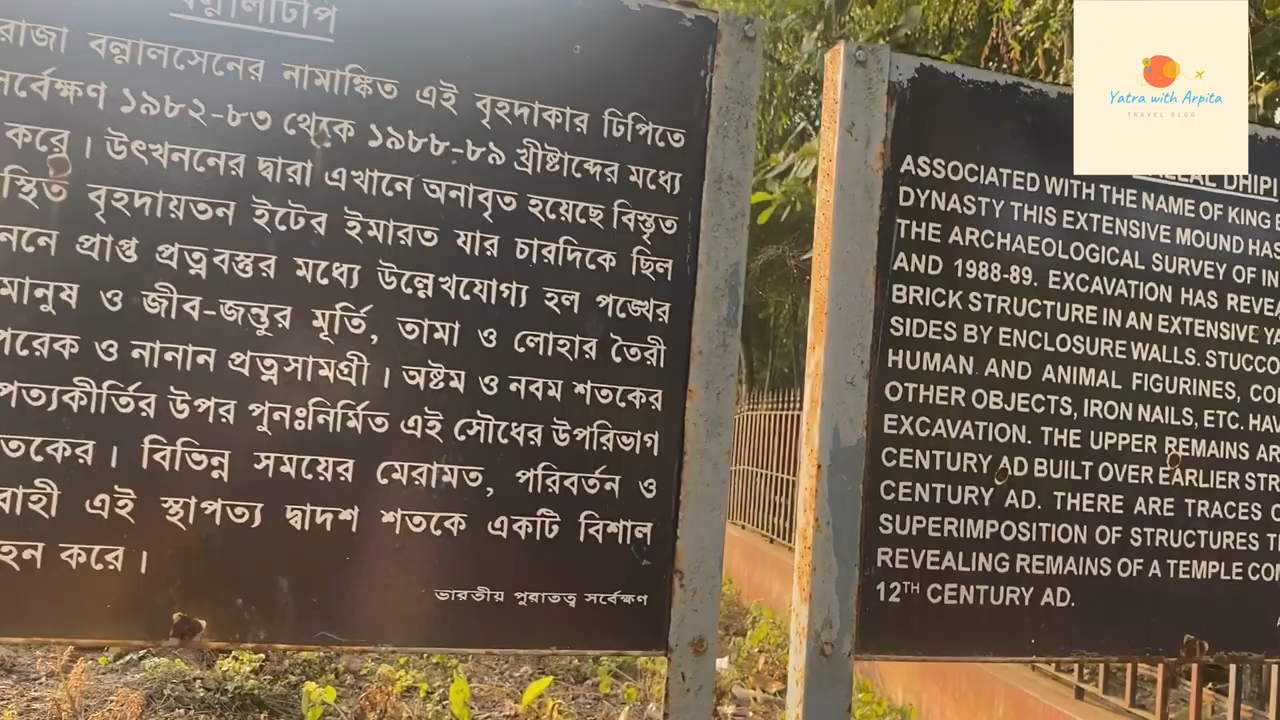 বল্লালঢিপি
রাজা বল্লালসেনের নামাঙ্কিত এই বৃহদাকার ঢিপিতে
সর্বেক্ষণ ১৯৮২-৮৩ থেকে ১৯৮৮-৮৯ খ্রীষ্টাব্দের মধ্যে
করে। উৎখননের দ্বারা এখানে অনাবৃত হয়েছে বিস্তৃত
স্থিত বৃহদায়তন ইটের ইমারত যার চারদিকে ছিল
ননে প্রাপ্ত প্রত্নবস্তুর মধ্যে উল্লেখযোগ্য হল পঙ্খের
মানুষ ও জীব-জন্তুর মূর্তি, তামা ও লোহার তৈরী
পরেক ও নানান প্রত্নসামগ্রী। অষ্টম ও নবম শতকের
পত্যকীর্তির উপর পুনঃনির্মিত এই সৌধের উপরিভাগ
তকের। বিভিন্ন সময়ের মেরামত, পরিবর্তন ও
বাহী এই স্থাপত্য দ্বাদশ শতকে একটি বিশাল
হন করে।
ভারতীয় পুরাতত্ত্ব সর্বেক্ষণ
Yatra with Arpita
TRAVEL BLOG
DHIPI
ASSOCIATED WITH THE NAME OF KING
DYNASTY THIS EXTENSIVE MOUND HAS
THE ARCHAEOLOGICAL SURVEY OF IN
AND 1988-89. EXCAVATION HAS REVEA
BRICK STRUCTURE IN AN EXTENSIVE YA
SIDES BY ENCLOSURE WALLS. STUCCO
HUMAN AND ANIMAL FIGURINES, CO
OTHER OBJECTS, IRON NAILS, ETC. HAV
EXCAVATION. THE UPPER REMAINS AR
CENTURY AD BUILT OVER EARLIER STR
CENTURY AD. THERE ARE TRACES
SUPERIMPOSITION OF STRUCTURES T
REVEALING REMAINS OF A TEMPLE CO
12TH CENTURY AD.